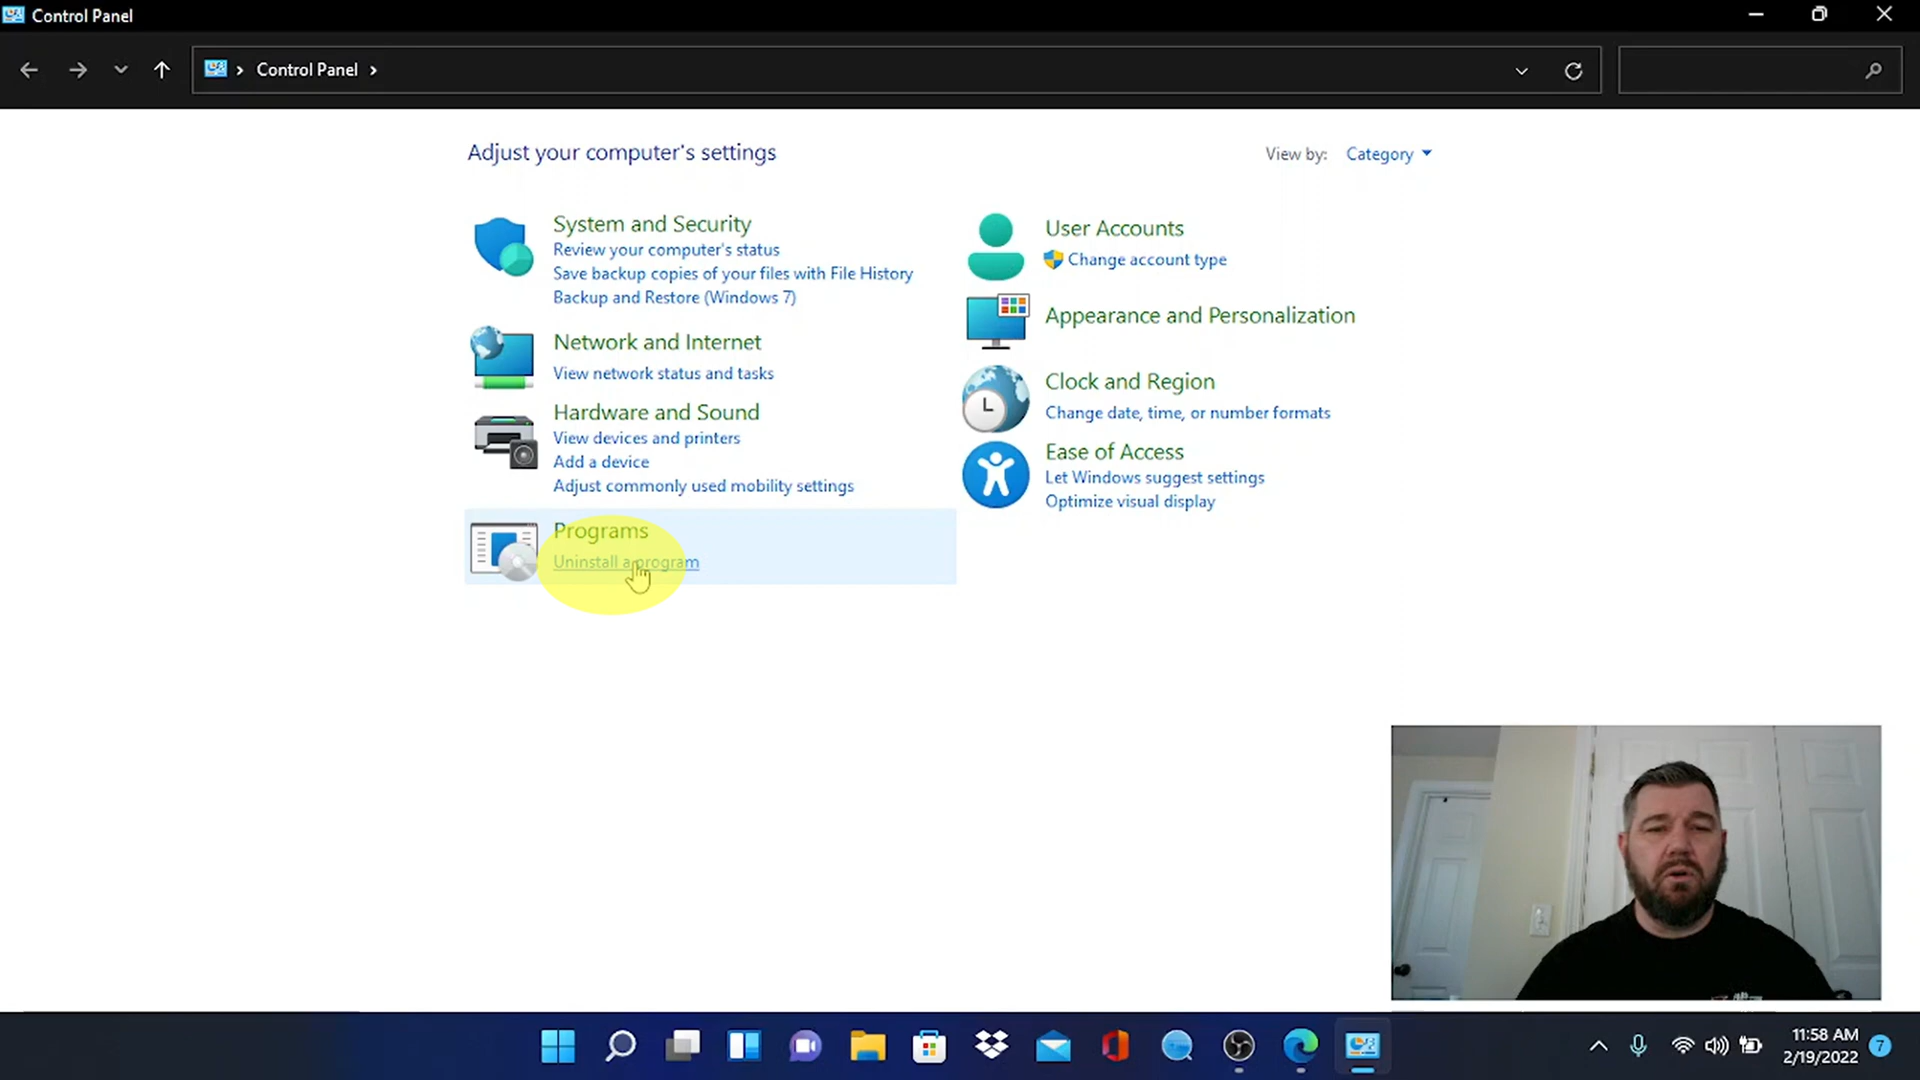 Control Panel
Control Panel
Adjust your computer's settings
View by: Category
System and Security
Review your computer's status
Save backup copies of your files with File History
Backup and Restore (Windows 7)
Network and Internet
View network status and tasks
Hardware and Sound
View devices and printers
Add a device
Adjust commonly used mobility settings
Programs
Uninstall a program
User Accounts
Change account type
Appearance and Personalization
Clock and Region
Change date, time, or number formats
Ease of Access
Let Windows suggest settings
Optimize visual display
11:58 AM
2/19/2022
7